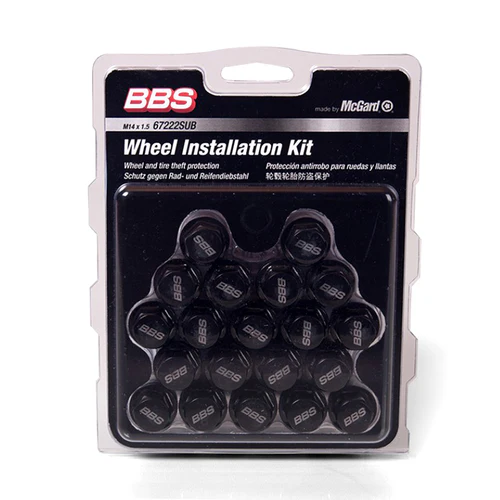 BBS
made by McGard
M14 x 1.5 67222SUB
Wheel Installation Kit
Wheel and tire theft protection
Schutz gegen Rad- und Reifendiebstahl
Protección antirrobo para ruedas y llantas
轮毂轮胎防盗保护
BBS BBS
BBS BBS BBS BBS
BBS BBS BBS BBS BBS
BBS BBS BBS BBS
BBS BBS BBS BBS BBS